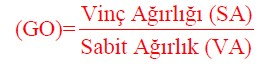 (GO)= Vinç Ağırlığı (SA)
Sabit Ağırlık (VA)